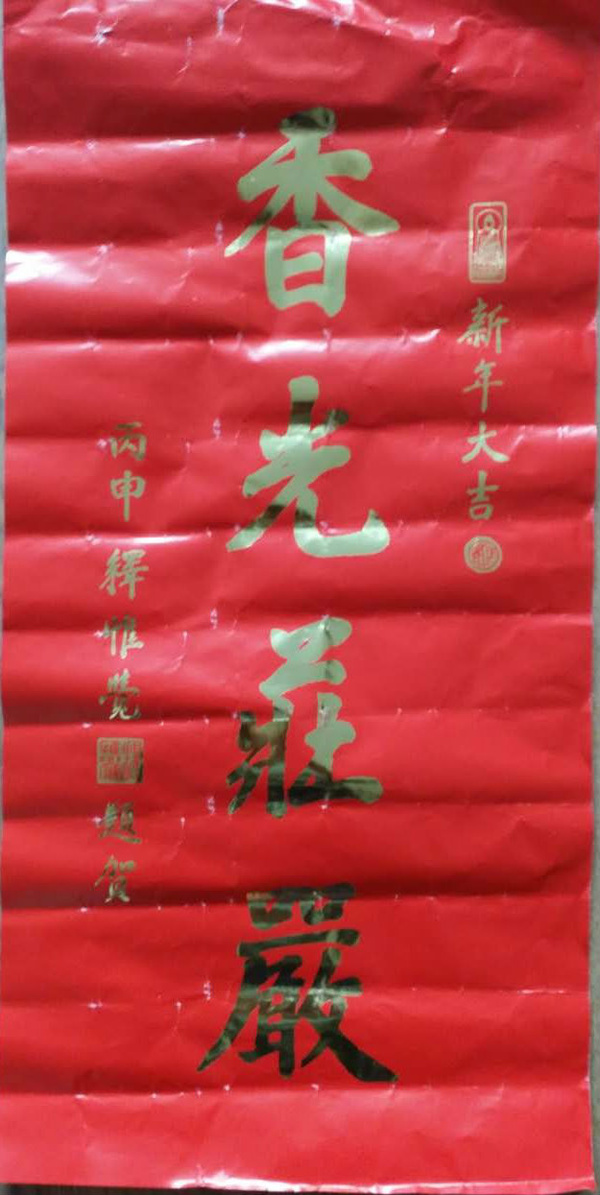 新年大吉
香光莊嚴
丙申 釋惟覺 題賀